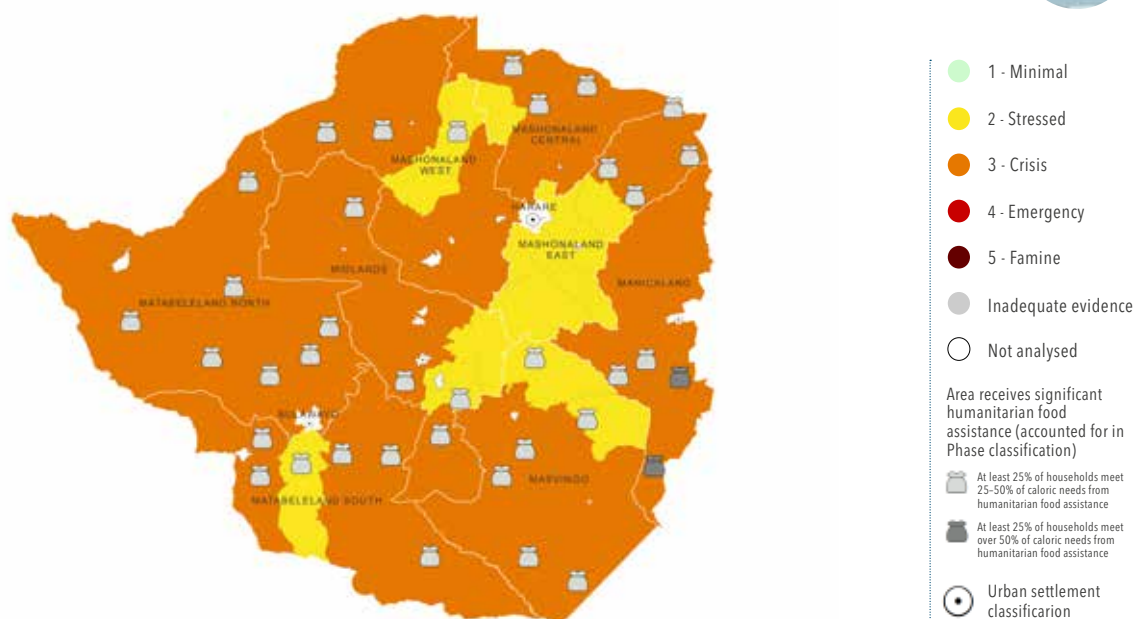 MASHONALAND
CENTRAL
MASHONALAND
WEST
HARARE
MASHONALAND
EAST
MIDLANDS
MANICALAND
MATABELELAND NORTH
BULAWAYO
MASVINGO
MATABELELAND SOUTH
1 - Minimal
2 - Stressed
3 - Crisis
4 - Emergency
5 - Famine
Inadequate evidence
Not analysed
Area receives significant
humanitarian food
assistance (accounted for in
Phase classification)
At least 25% of households meet
25–50% of caloric needs from
humanitarian food assistance
At least 25% of households meet
over 50% of caloric needs from
humanitarian food assistance
Urban settlement
classificarion